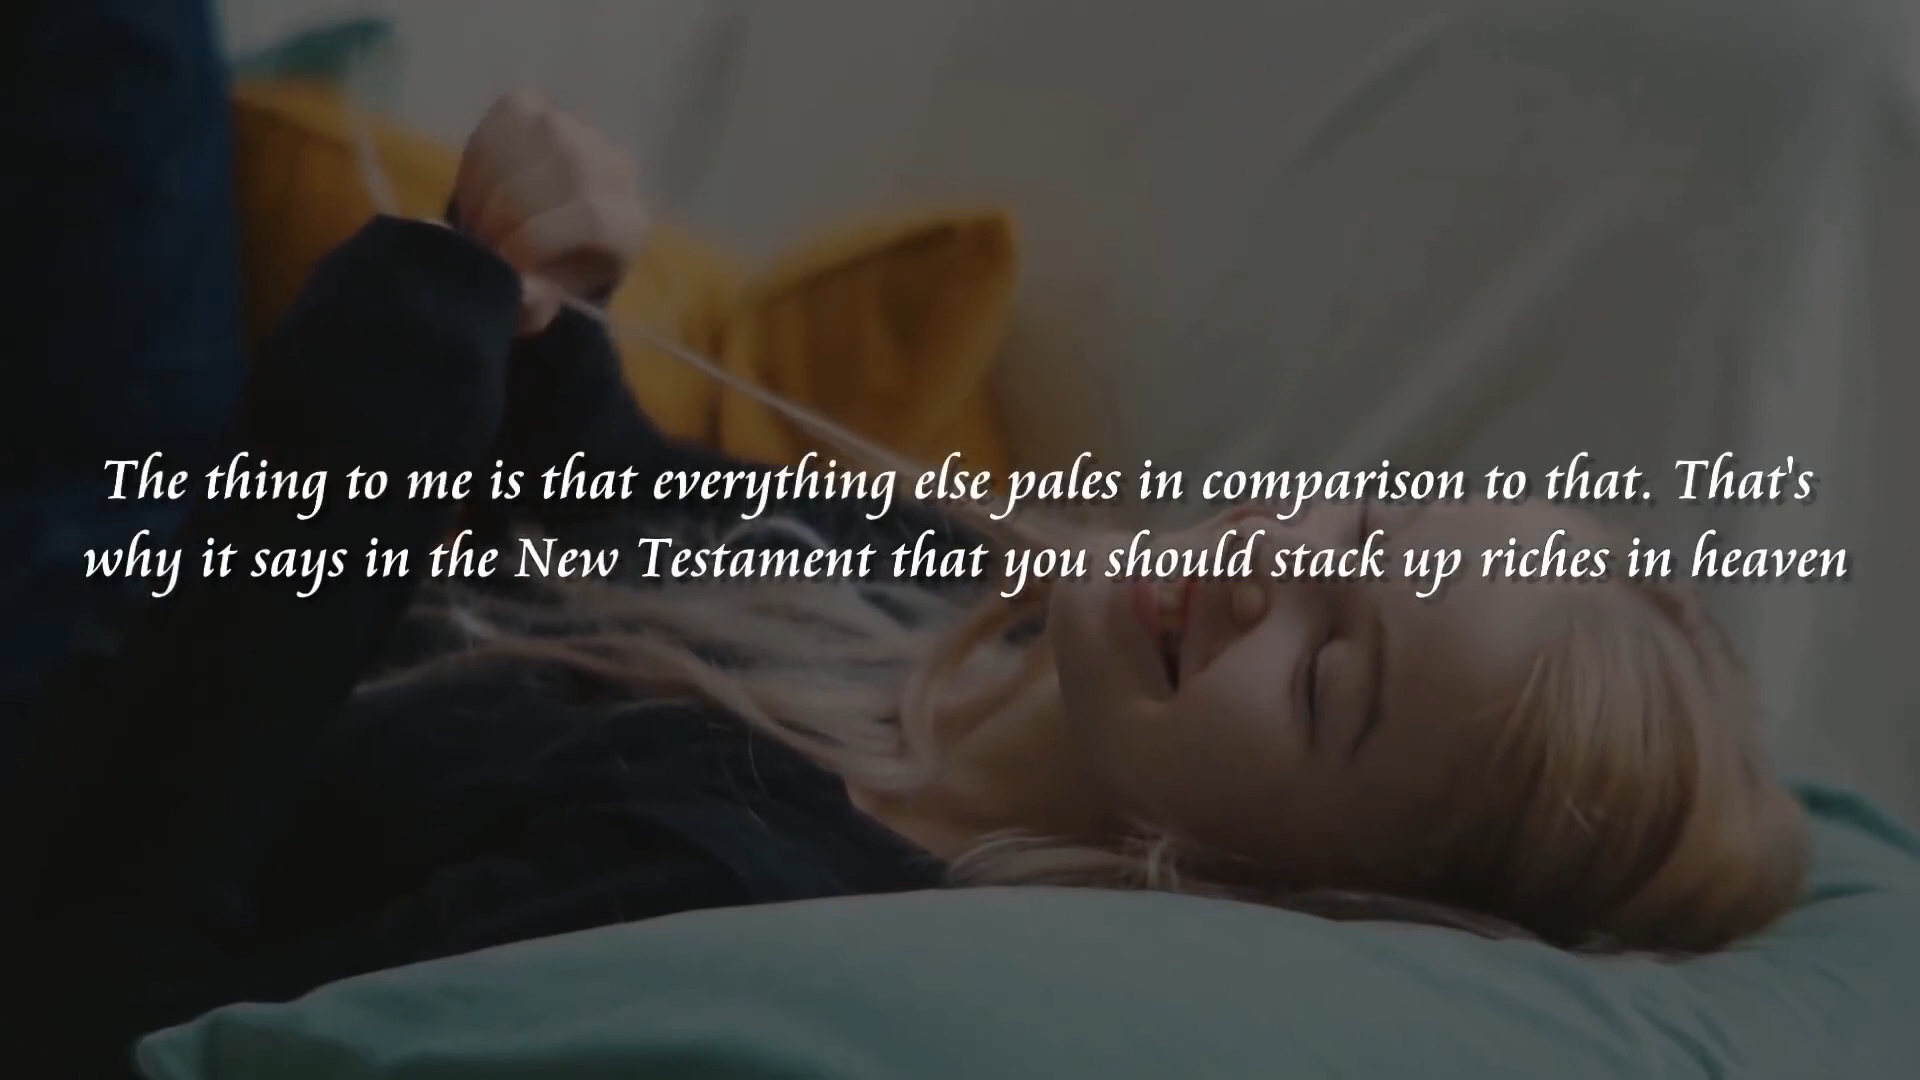 The thing to me is that everything else pales in comparison to that. That's
why it says in the New Testament that you should stack up riches in heaven